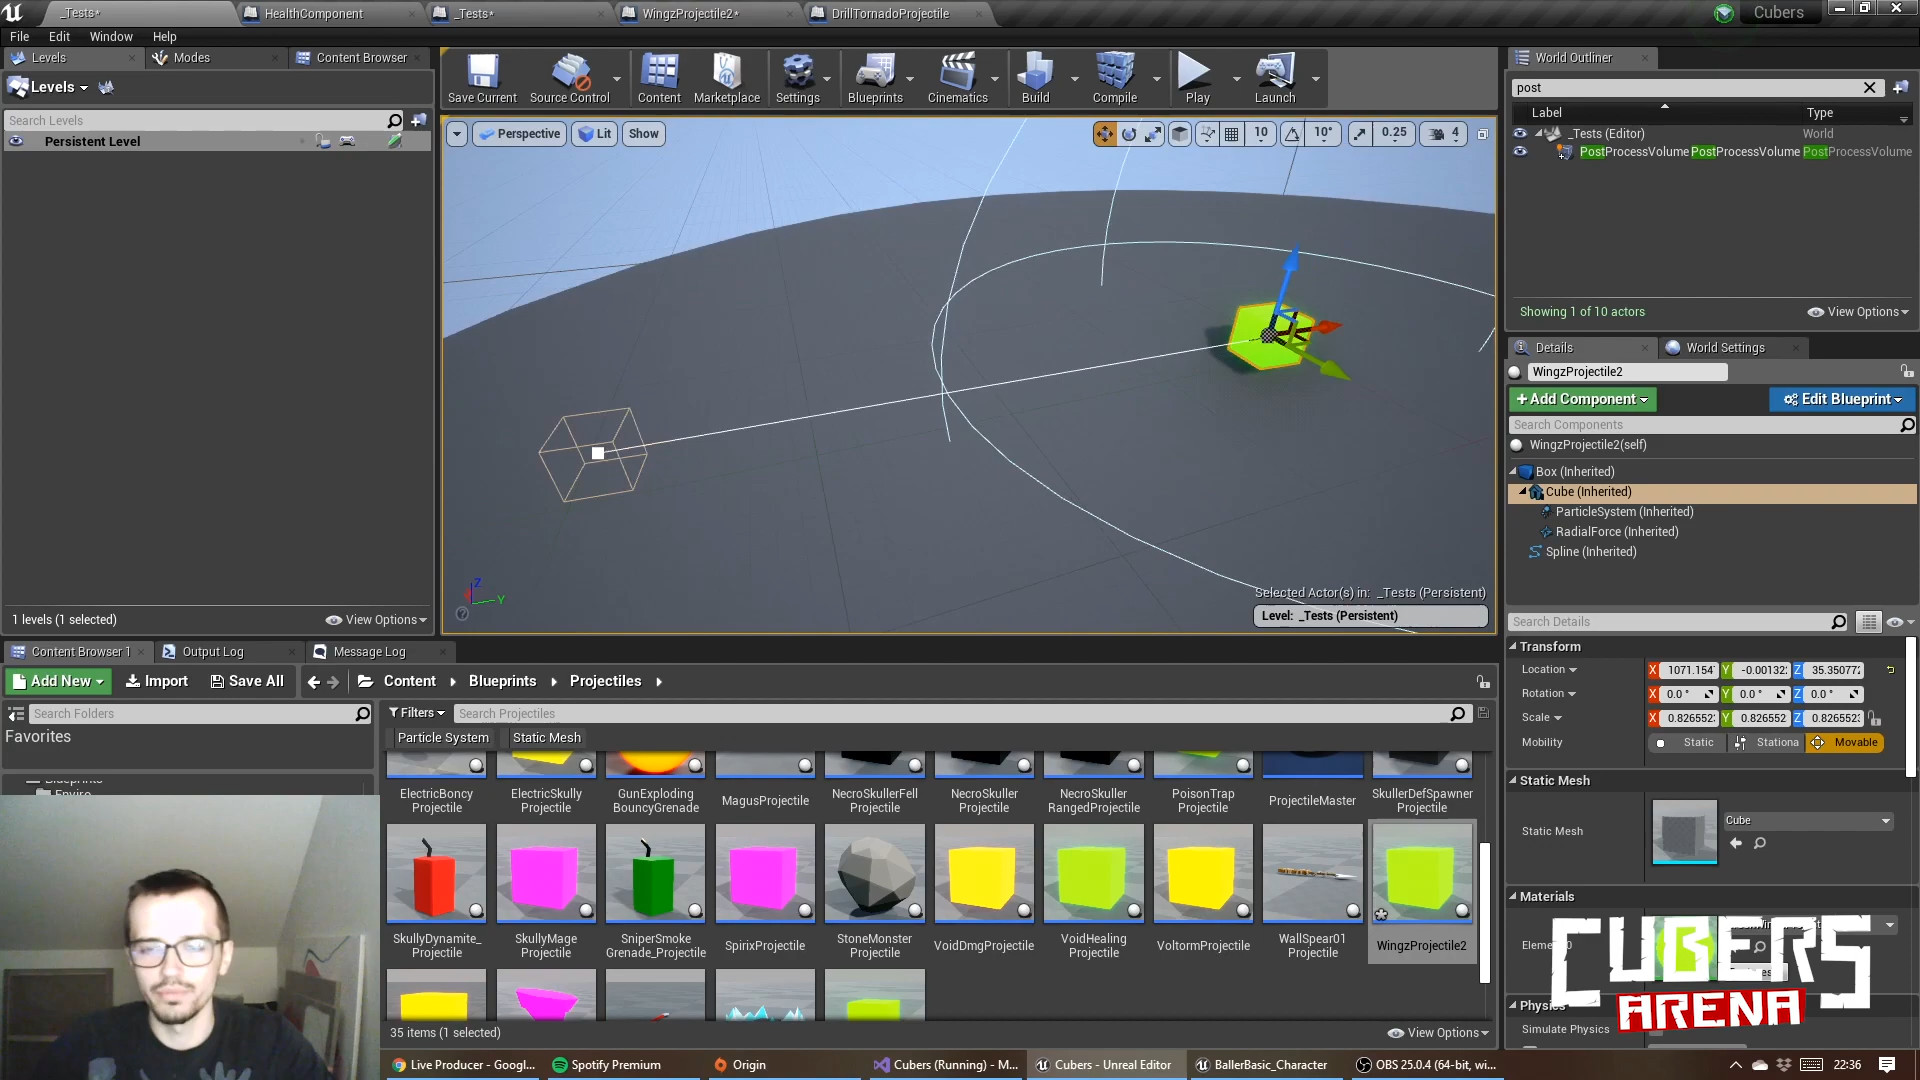 _Tests*
HealthComponent
_Tests*
WingzProjectile2*
DrillTornadoProjectile
Cubers
File Edit Window Help
Levels
Modes
Content Browser
Levels
Search Levels
Persistent Level
1 levels (1 selected)
View Options
Save Current
Source Control
Content
Marketplace
Settings
Blueprints
Cinematics
Build
Compile
Play
Launch
Perspective
Lit
Show
10
10°
0.25
4
Z
Y
Selected Actor(s) in: _Tests (Persistent)
Level: _Tests (Persistent)
World Outliner
post
Label Type
_Tests (Editor) World
PostProcessVolume PostProcessVolume PostProcessVolume
Showing 1 of 10 actors
View Options
Details
World Settings
WingzProjectile2
+Add Component
Edit Blueprint
Search Components
WingzProjectile2(self)
Box (Inherited)
Cube (Inherited)
ParticleSystem (Inherited)
RadialForce (Inherited)
Spline (Inherited)
Search Details
Transform
Location X 1071.154 Y -0.00132 Z 35.35077
Rotation X 0.0 ° Y 0.0 ° Z 0.0 °
Scale X 0.826552 Y 0.826552 Z 0.826552
Mobility Static Stationa Movable
Static Mesh
Static Mesh
Cube
Materials
Physics
Simulate Physics
CUBERS
ARENA
Content Browser 1
Output Log
Message Log
Add New
Import
Save All
Content
Blueprints
Projectiles
Search Folders
Favorites
Filters
Search Projectiles
Particle System
Static Mesh
ElectricBoncy
Projectile
ElectricSkully
Projectile
GunExploding
BouncyGrenade
MagusProjectile
NecroSkullerFell
Projectile
NecroSkuller
Projectile
NecroSkuller
RangedProjectile
PoisonTrap
Projectile
ProjectileMaster
SkullerDefSpawner
Projectile
SkullyDynamite_
Projectile
SkullyMage
Projectile
SniperSmoke
Grenade_Projectile
SpirixProjectile
StoneMonster
Projectile
VoidDmgProjectile
VoidHealing
Projectile
VoltormProjectile
WallSpear01
Projectile
WingzProjectile2
35 items (1 selected)
View Options
Live Producer - Googl...
Spotify Premium
Origin
Cubers (Running) - M...
Cubers - Unreal Editor
BallerBasic_Character
OBS 25.0.4 (64-bit, wi...
22:36